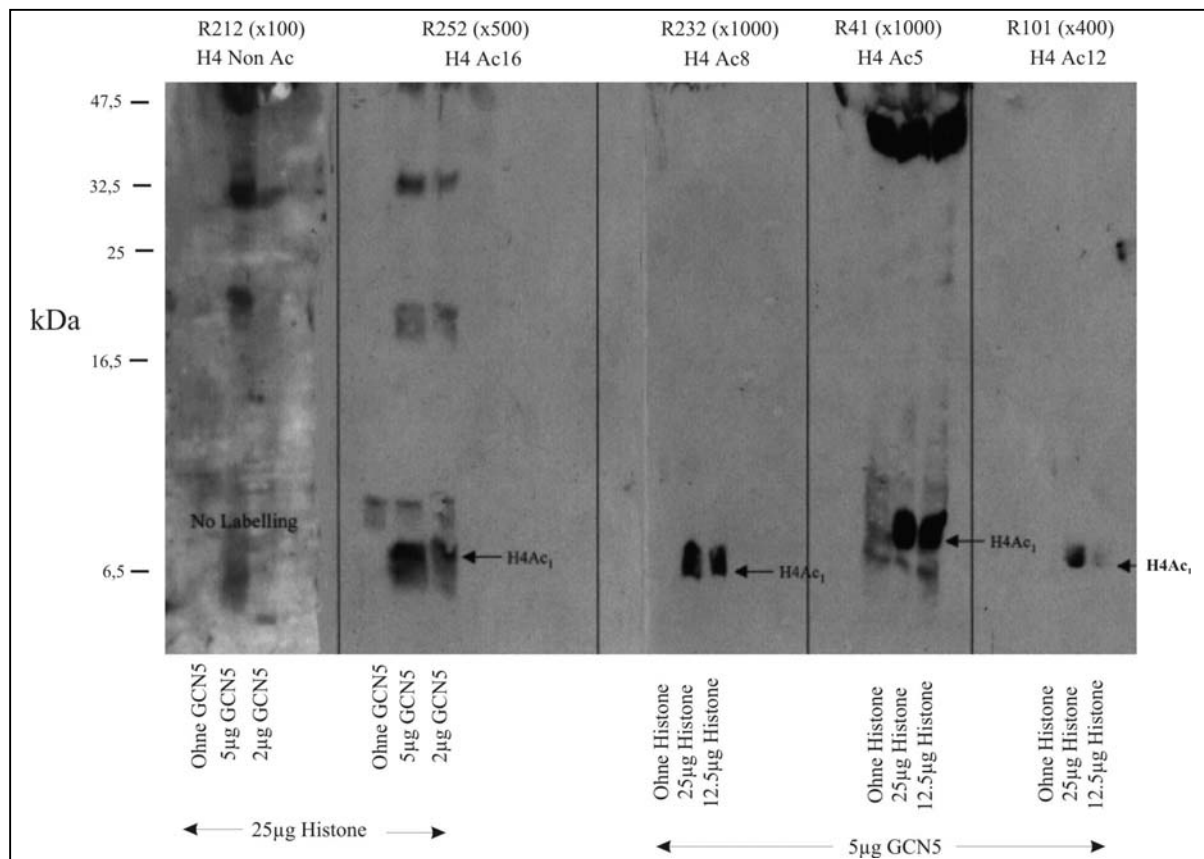 R212 (x100)
H4 Non Ac
R252 (x500)
H4 Ac16
R232 (x1000)
H4 Ac8
R41 (x1000)
H4 Ac5
R101 (x400)
H4 Ac12
47,5
32,5
25
kDa
16,5
6,5
No Labelling
H4Ac₁
H4Ac₁
H4Ac₁
H4Ac₁
Ohne GCN5
5µg GCN5
2µg GCN5
Ohne GCN5
5µg GCN5
2µg GCN5
Ohne Histone
25µg Histone
12.5µg Histone
Ohne Histone
25µg Histone
12.5µg Histone
Ohne Histone
25µg Histone
12.5µg Histone
25µg Histone
5µg GCN5